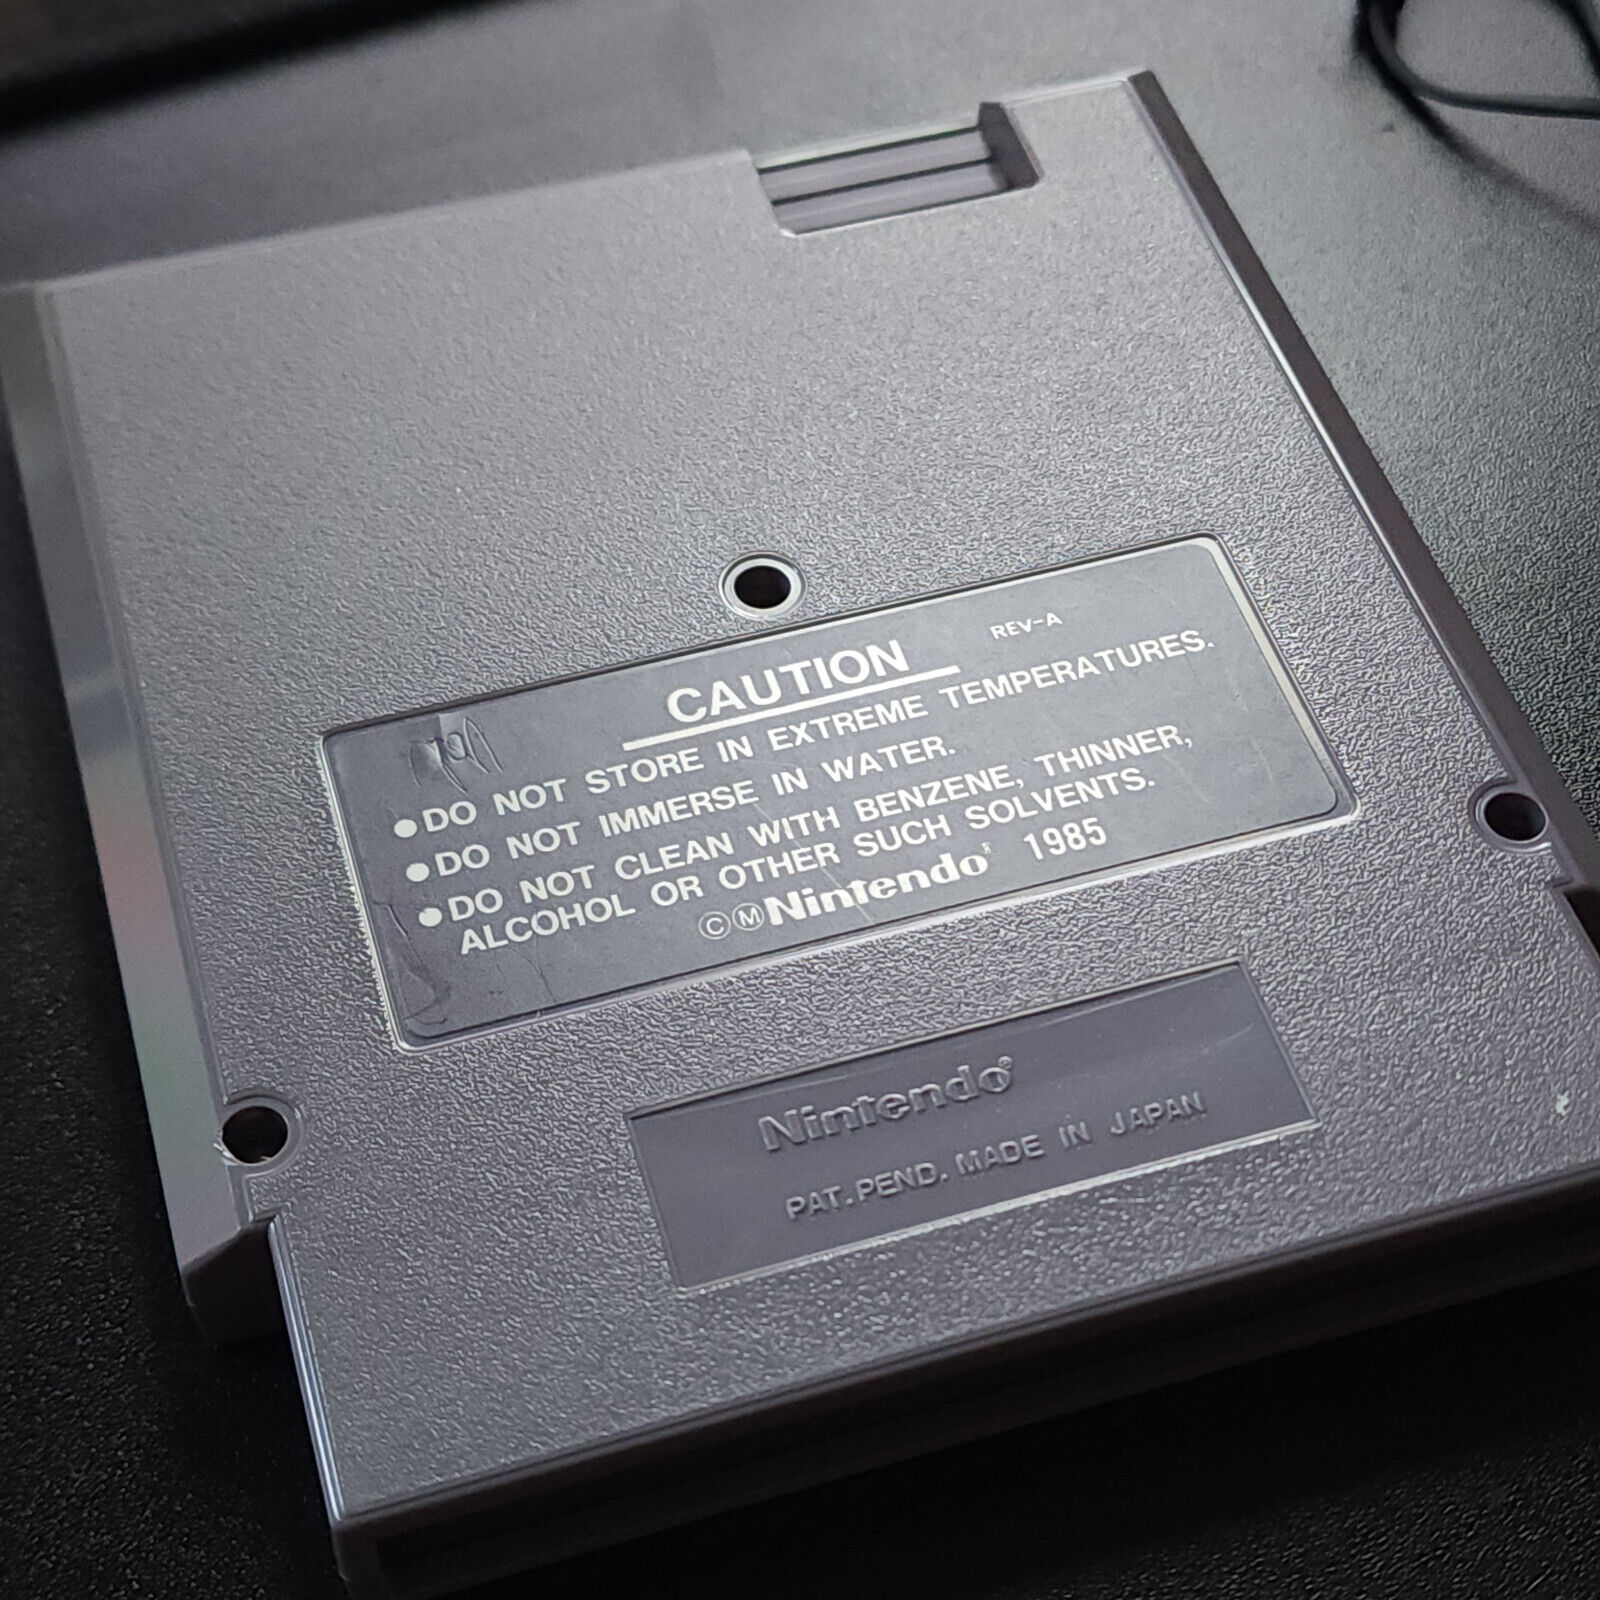 CAUTION REV-A
●DO NOT STORE IN EXTREME TEMPERATURES.
●DO NOT IMMERSE IN WATER.
●DO NOT CLEAN WITH BENZENE, THINNER,
ALCOHOL OR OTHER SUCH SOLVENTS.
ⒸⓂNintendo® 1985
Nintendo®
PAT.PEND. MADE IN JAPAN